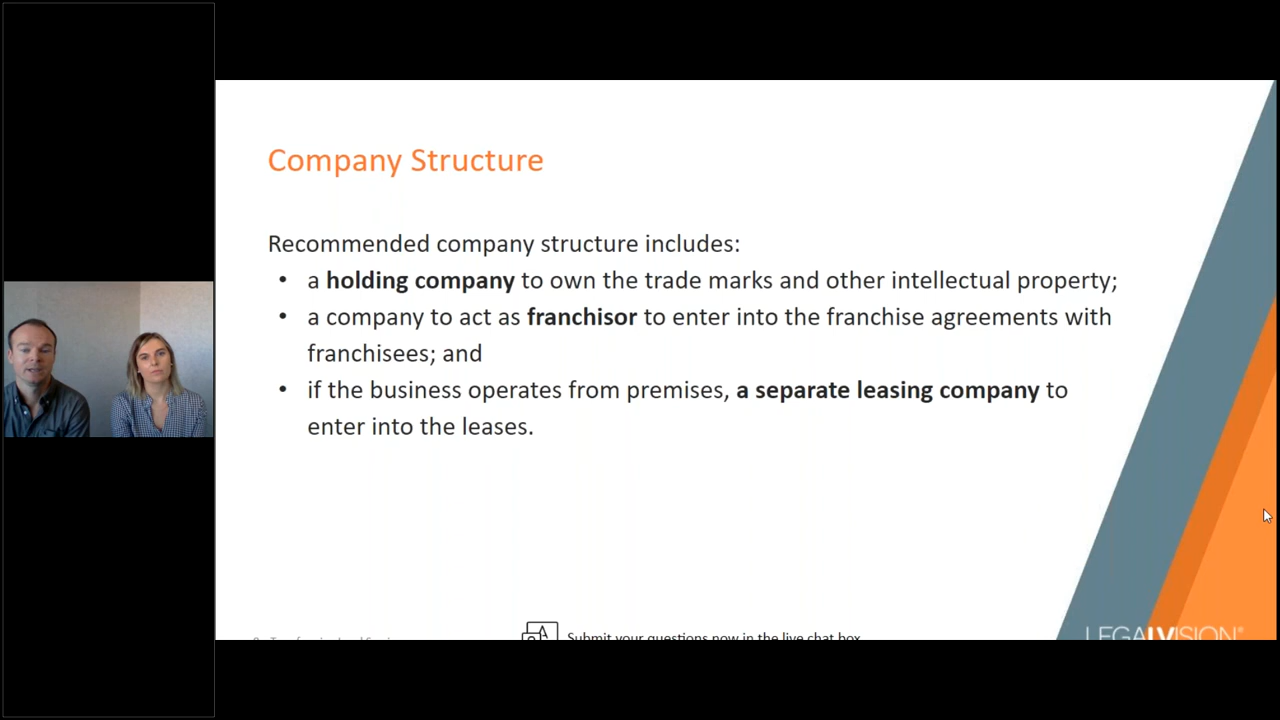 Company Structure
Recommended company structure includes:
• a holding company to own the trade marks and other intellectual property;
• a company to act as franchisor to enter into the franchise agreements with
franchisees; and
• if the business operates from premises, a separate leasing company to
enter into the leases.
Submit your questions now in the live chat box
LEGALVISION®